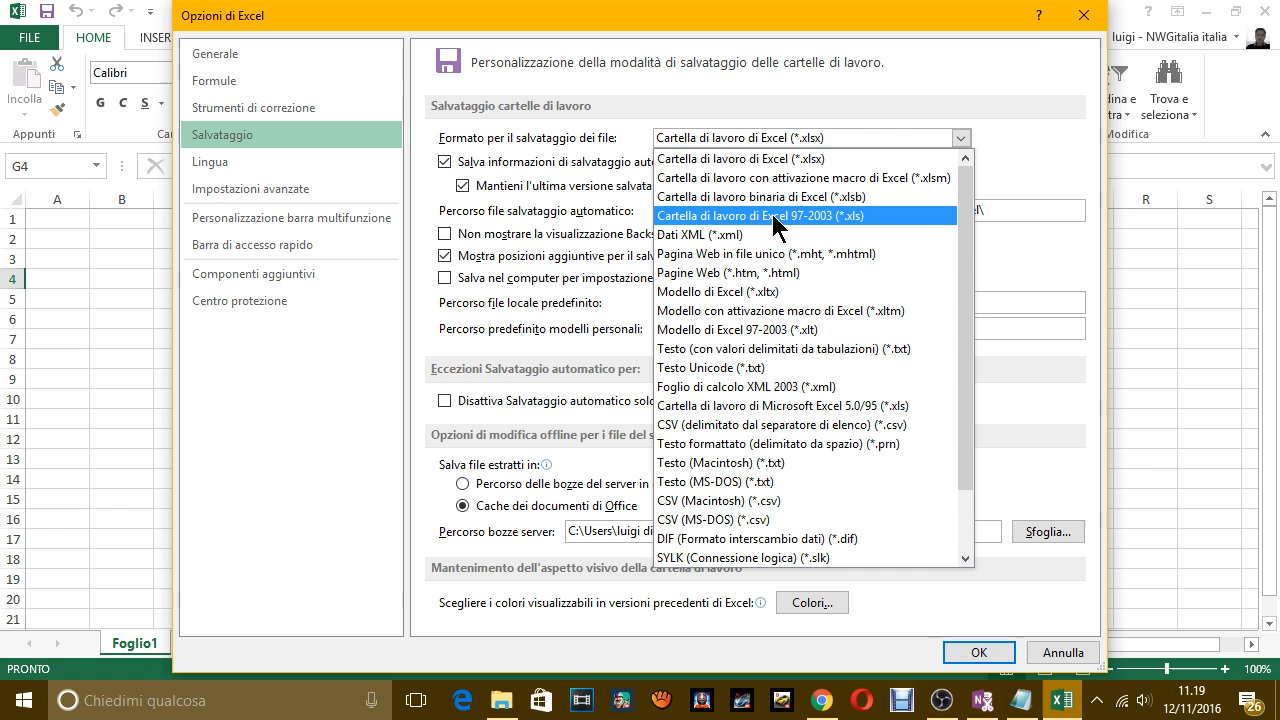 Opzioni di Excel
?
FILE
HOME
INSER
luigi - NWGitalia italia
Incolla
Calibri
G C S
Appunti
Car
dina e
tra
Trova e
seleziona
Modifica
G4
A B R S
1
2
3
4
5
6
7
8
9
10
11
12
13
14
15
16
17
18
19
20
21
Generale
Formule
Strumenti di correzione
Salvataggio
Lingua
Impostazioni avanzate
Personalizzazione barra multifunzione
Barra di accesso rapido
Componenti aggiuntivi
Centro protezione
Personalizzazione della modalità di salvataggio delle cartelle di lavoro.
Salvataggio cartelle di lavoro
Formato per il salvataggio dei file:
Cartella di lavoro di Excel (*.xlsx)
Salva informazioni di salvataggio auto
Mantieni l'ultima versione salvata
Percorso file salvataggio automatico:
el\
Non mostrare la visualizzazione Backs
Mostra posizioni aggiuntive per il salv
Salva nel computer per impostazione
Percorso file locale predefinito:
Percorso predefinito modelli personali:
Eccezioni Salvataggio automatico per:
Disattiva Salvataggio automatico solo
Opzioni di modifica offline per i file del s
Salva file estratti in:
Percorso delle bozze del server in
Cache dei documenti di Office
Percorso bozze server:
C:\Users\luigi di
Sfoglia...
Mantenimento dell'aspetto visivo della cartella di lavoro
Scegliere i colori visualizzabili in versioni precedenti di Excel:
Colori...
Cartella di lavoro di Excel (*.xlsx)
Cartella di lavoro con attivazione macro di Excel (*.xlsm)
Cartella di lavoro binaria di Excel (*.xlsb)
Cartella di lavoro di Excel 97-2003 (*.xls)
Dati XML (*.xml)
Pagina Web in file unico (*.mht, *.mhtml)
Pagine Web (*.htm, *.html)
Modello di Excel (*.xltx)
Modello con attivazione macro di Excel (*.xltm)
Modello di Excel 97-2003 (*.xlt)
Testo (con valori delimitati da tabulazioni) (*.txt)
Testo Unicode (*.txt)
Foglio di calcolo XML 2003 (*.xml)
Cartella di lavoro di Microsoft Excel 5.0/95 (*.xls)
CSV (delimitato dal separatore di elenco) (*.csv)
Testo formattato (delimitato da spazio) (*.prn)
Testo (Macintosh) (*.txt)
Testo (MS-DOS) (*.txt)
CSV (Macintosh) (*.csv)
CSV (MS-DOS) (*.csv)
DIF (Formato interscambio dati) (*.dif)
SYLK (Connessione logica) (*.slk)
OK
Annulla
Foglio1
PRONTO
100%
Chiedimi qualcosa
11.19
12/11/2016
26